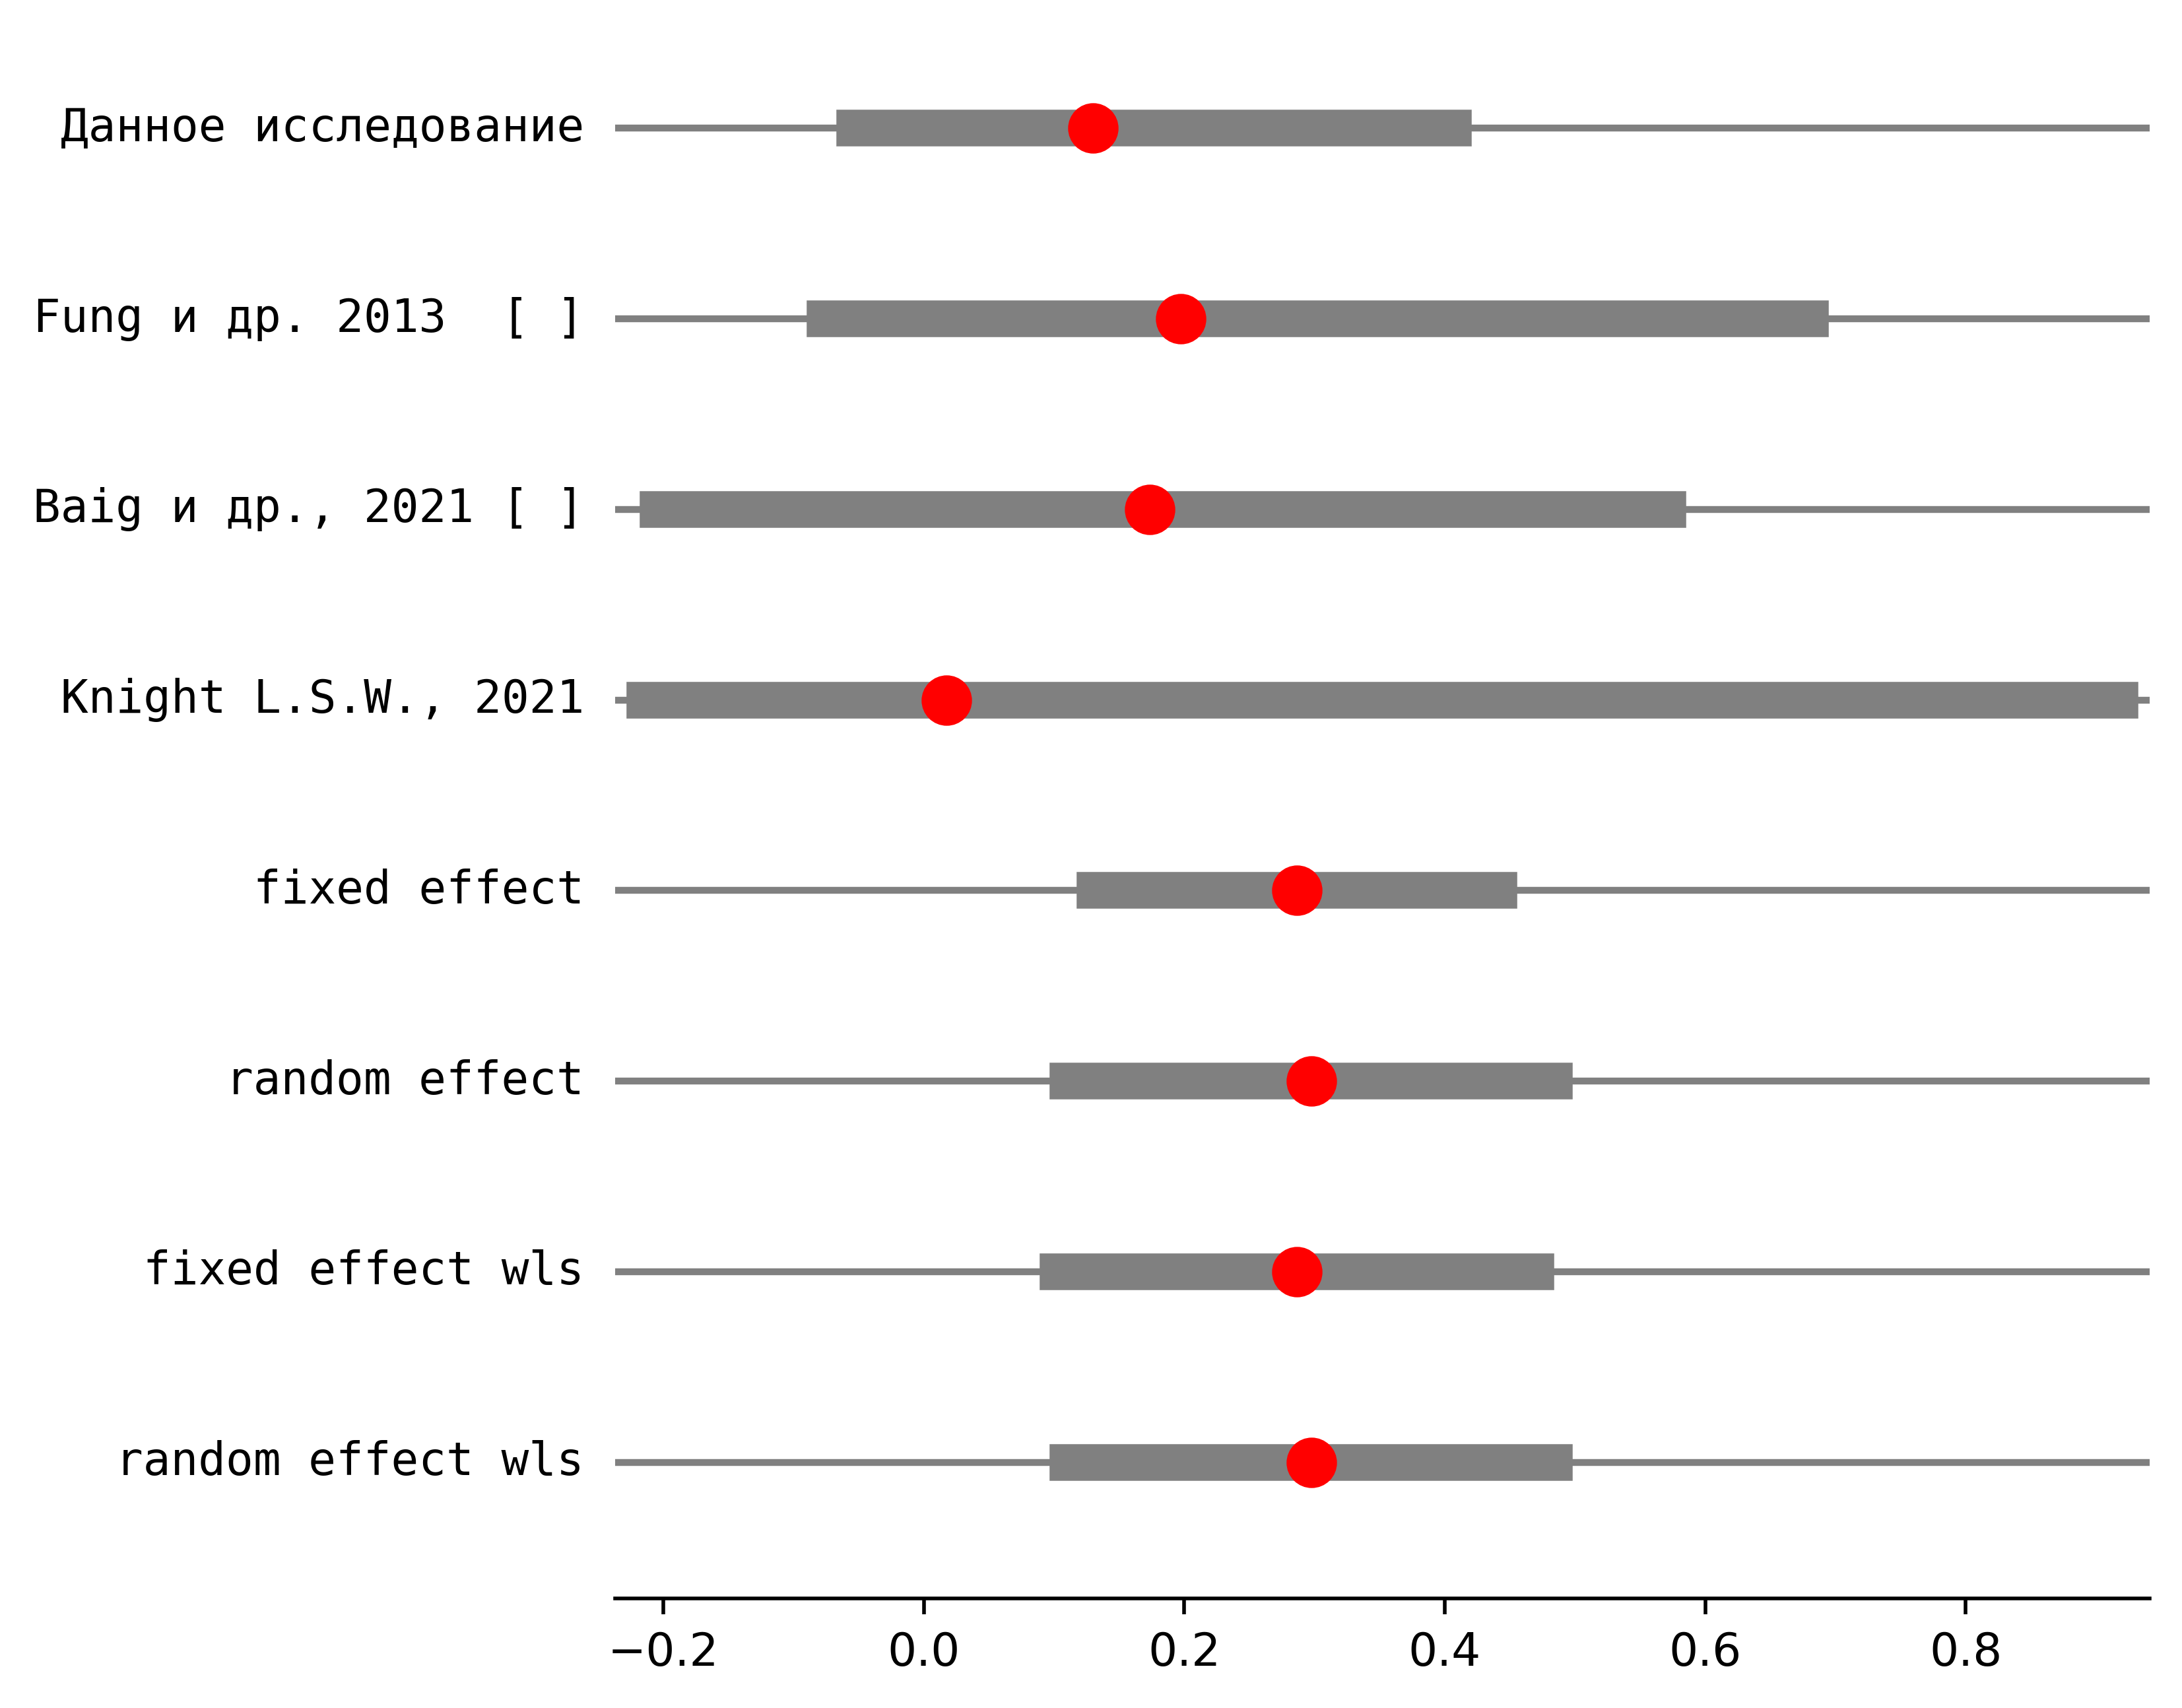 Данное исследование
Fung и др. 2013  [ ]
Baig и др., 2021 [ ]
Knight L.S.W., 2021
fixed effect
random effect
fixed effect wls
random effect wls
−0.2 0.0 0.2 0.4 0.6 0.8